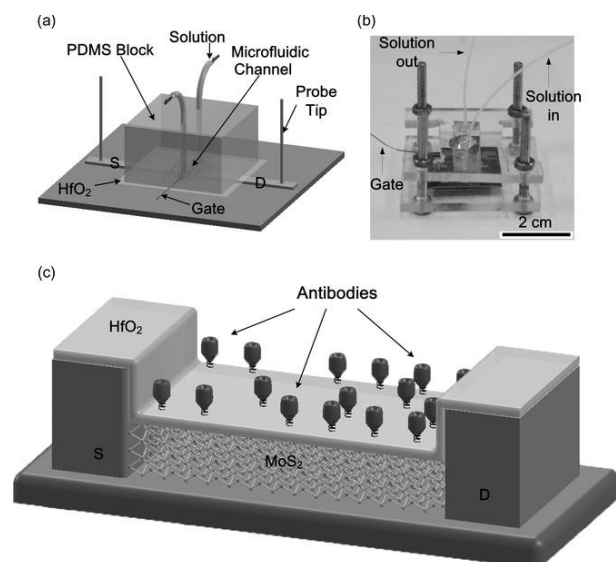 (a)
Solution
PDMS Block
Microfluidic
Channel
Probe
Tip
S
HfO₂
D
Gate
(b)
Solution
out
Solution
in
Gate
2 cm
(c)
Antibodies
HfO₂
S
MoS₂
D